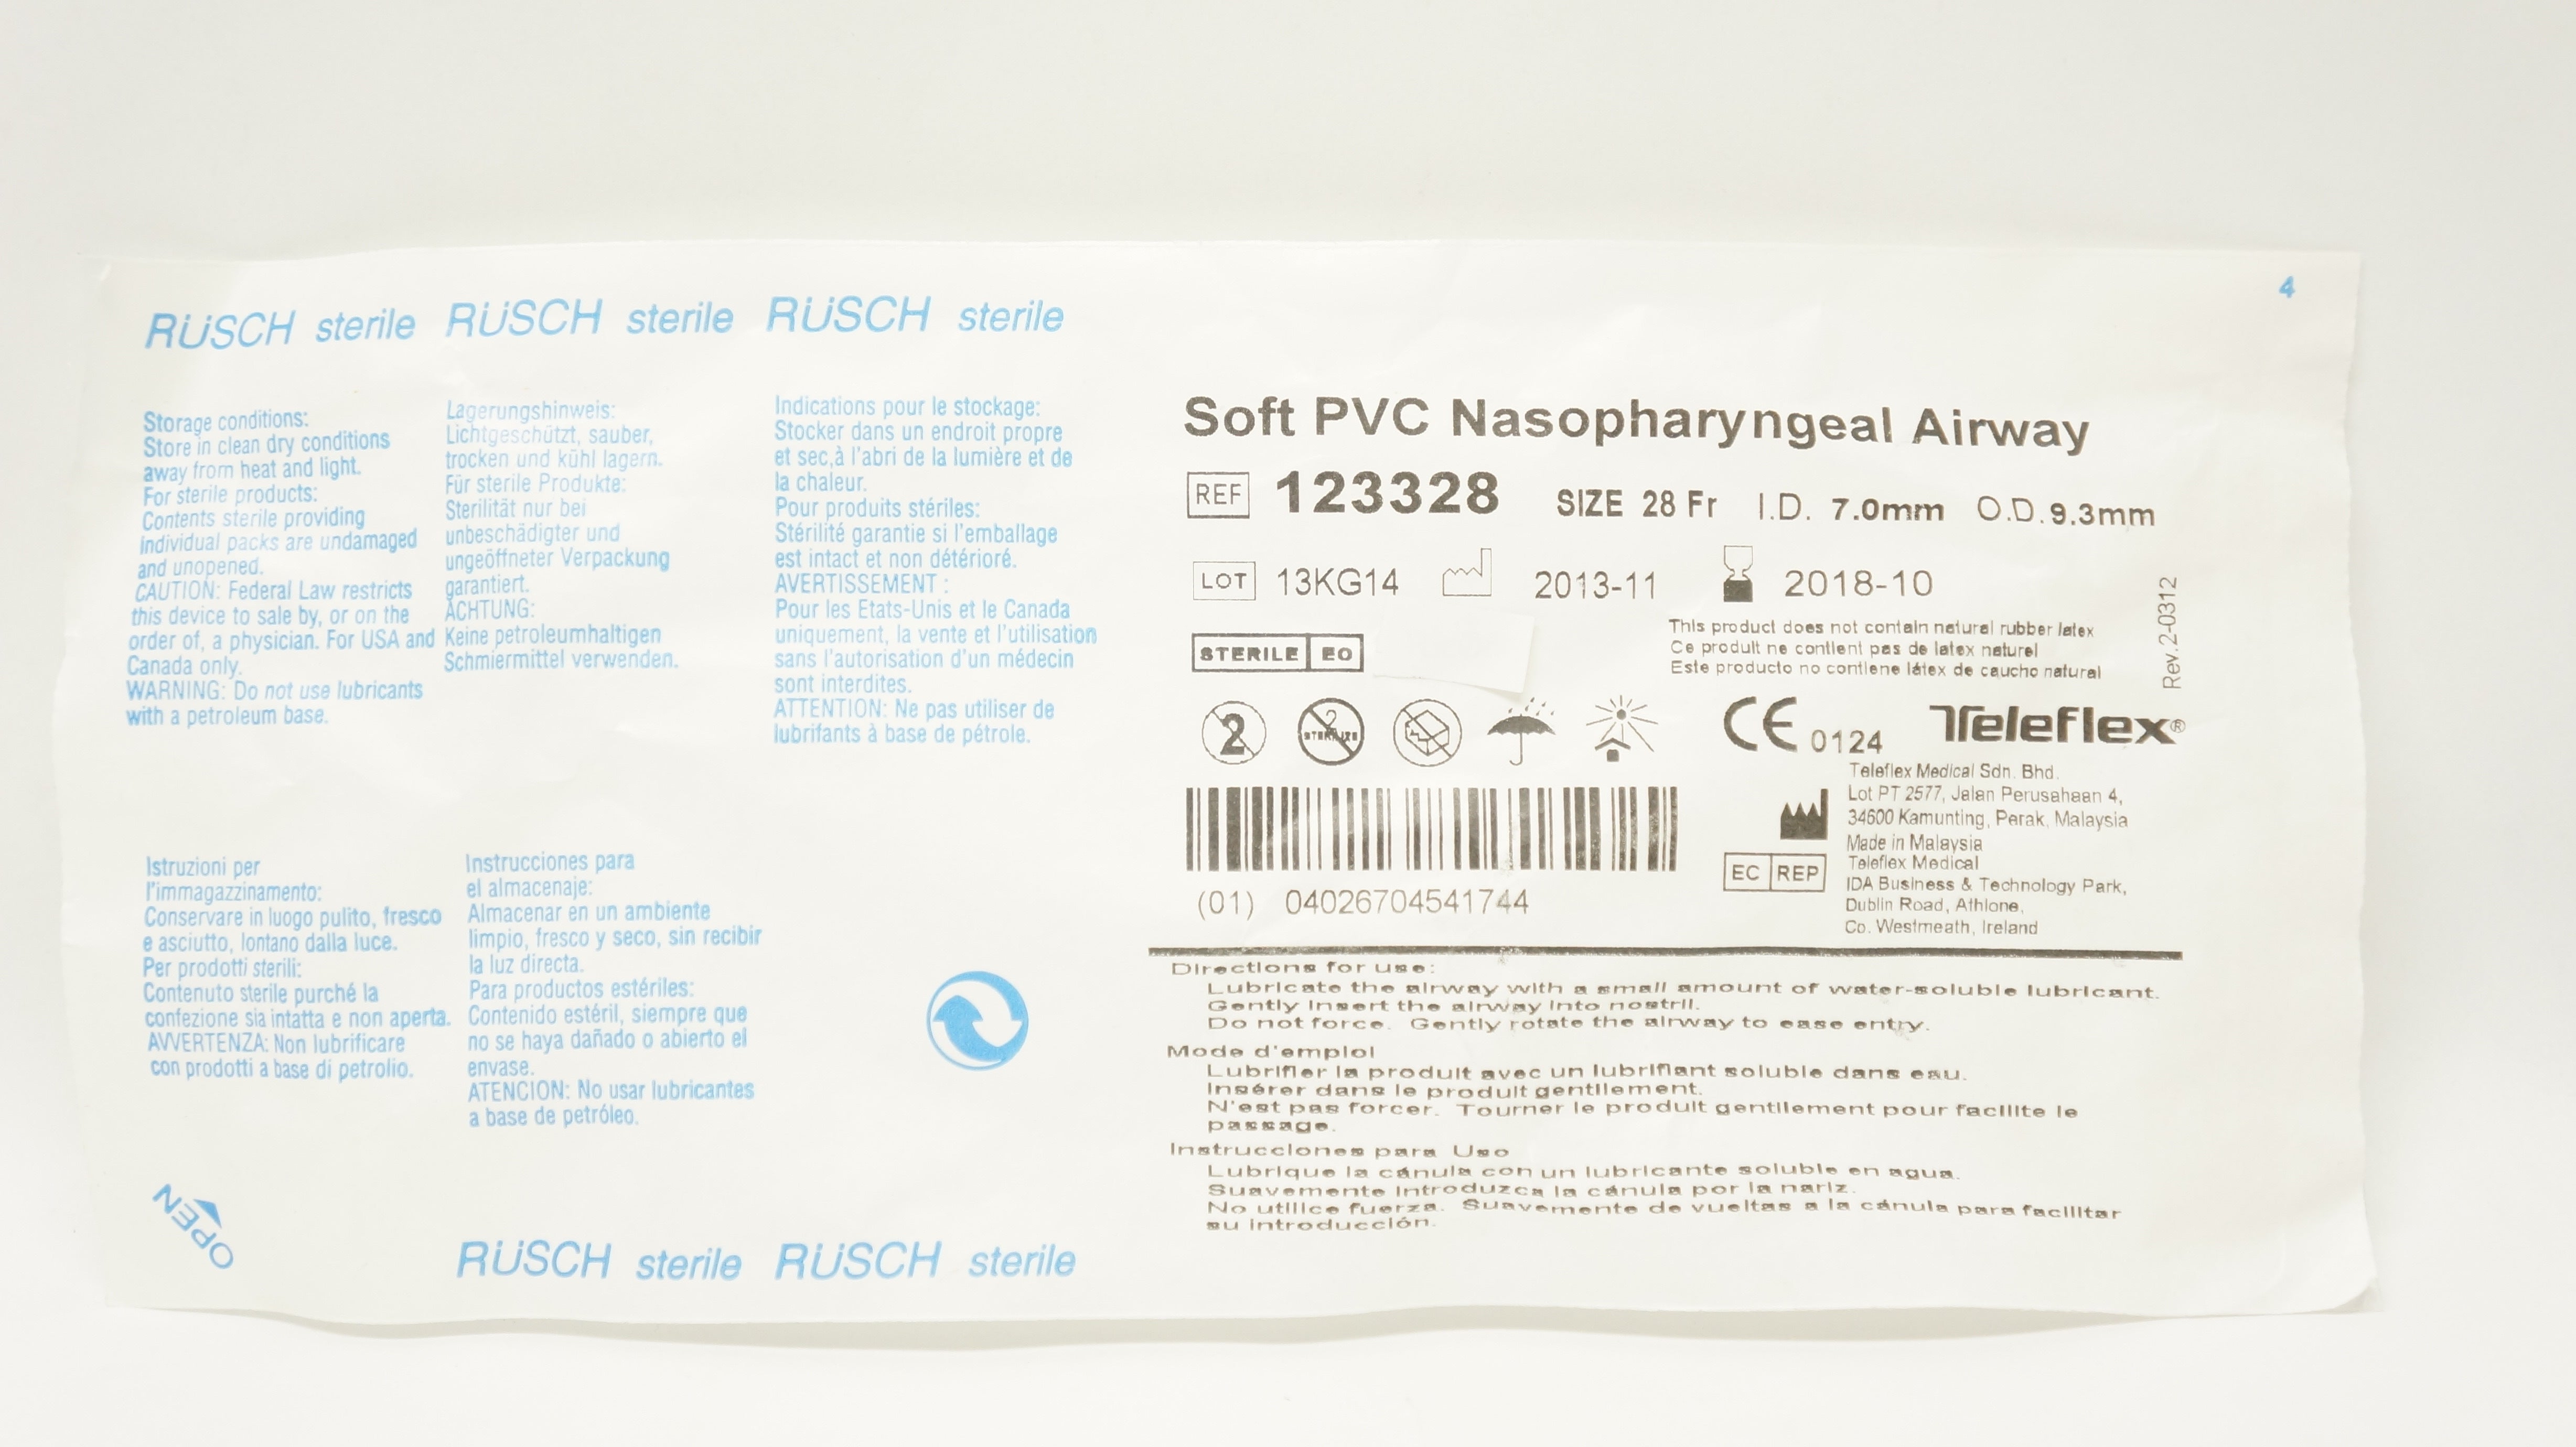 4
RÜSCH sterile RÜSCH sterile RÜSCH sterile
Storage conditions:
Store in clean dry conditions
away from heat and light.
For sterile products:
Contents sterile providing
individual packs are undamaged
and unopened.
CAUTION: Federal Law restricts
this device to sale by, or on the
order of, a physician. For USA and
Canada only.
WARNING: Do not use lubricants
with a petroleum base.
Lagerungshinweis:
Lichtgeschützt, sauber,
trocken und kühl lagern.
Für sterile Produkte:
Sterilität nur bei
unbeschädigter und
ungeöffneter Verpackung
garantiert.
ACHTUNG:
Keine petroleumhaltigen
Schmiermittel verwenden.
Indications pour le stockage:
Stocker dans un endroit propre
et sec,à l'abri de la lumière et de
la chaleur.
Pour produits stériles:
Stérilité garantie si l'emballage
est intact et non détérioré.
AVERTISSEMENT :
Pour les Etats-Unis et le Canada
uniquement, la vente et l'utilisation
sans l'autorisation d'un médecin
sont interdites.
ATTENTION: Ne pas utiliser de
lubrifants à base de pétrole.
Istruzioni per
l'immagazzinamento:
Conservare in luogo pulito, fresco
e asciutto, lontano dalla luce.
Per prodotti sterili:
Contenuto sterile purché la
confezione sia intatta e non aperta.
AVVERTENZA: Non lubrificare
con prodotti a base di petrolio.
Instrucciones para
el almacenaje:
Almacenar en un ambiente
limpio, fresco y seco, sin recibir
la luz directa.
Para productos estériles:
Contenido estéril, siempre que
no se haya dañado o abierto el
envase.
ATENCION: No usar lubricantes
a base de petróleo.
OPEN
RÜSCH sterile RÜSCH sterile
Soft PVC Nasopharyngeal Airway
REF 123328 SIZE 28 Fr I.D. 7.0mm O.D. 9.3mm
LOT 13KG14 2013-11 2018-10
STERILE EO
This product does not contain natural rubber latex
Ce produit ne contient pas de latex naturel
Este producto no contiene látex de caucho natural
Rev.2-0312
2 2 STERILIZE
CE 0124 Teleflex®
Teleflex Medical Sdn. Bhd.
Lot PT 2577, Jalan Perusahaan 4,
34600 Kamunting, Perak, Malaysia
Made in Malaysia
EC REP
Teleflex Medical
IDA Business & Technology Park,
Dublin Road, Athlone,
Co. Westmeath, Ireland
(01) 04026704541744
Directions for use:
Lubricate the airway with a small amount of water-soluble lubricant.
Gently insert the airway into nostril.
Do not force. Gently rotate the airway to ease entry.
Mode d'emploi
Lubrifier la produit avec un lubrifiant soluble dans eau.
Insérer dans le produit gentilement.
N'est pas forcer. Tourner le produit gentilement pour facilite le
passage.
Instrucciones para Uso
Lubrique la cánula con un lubricante soluble en agua.
Suavemente introduzca la cánula por la nariz.
No utilice fuerza. Suavemente de vueltas a la cánula para facilitar
su introducción.